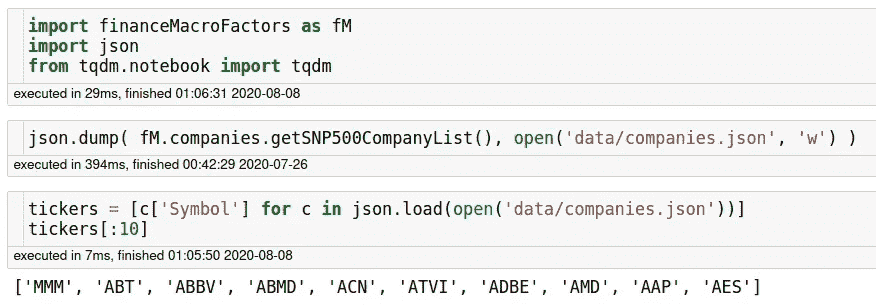 import financeMacroFactors as fM
import json
from tqdm.notebook import tqdm
executed in 29ms, finished 01:06:31 2020-08-08
json.dump( fM.companies.getSNP500CompanyList(), open('data/companies.json', 'w') )
executed in 394ms, finished 00:42:29 2020-07-26
tickers = [c['Symbol'] for c in json.load(open('data/companies.json'))]
tickers[:10]
executed in 7ms, finished 01:05:50 2020-08-08
['MMM', 'ABT', 'ABBV', 'ABMD', 'ACN', 'ATVI', 'ADBE', 'AMD', 'AAP', 'AES']